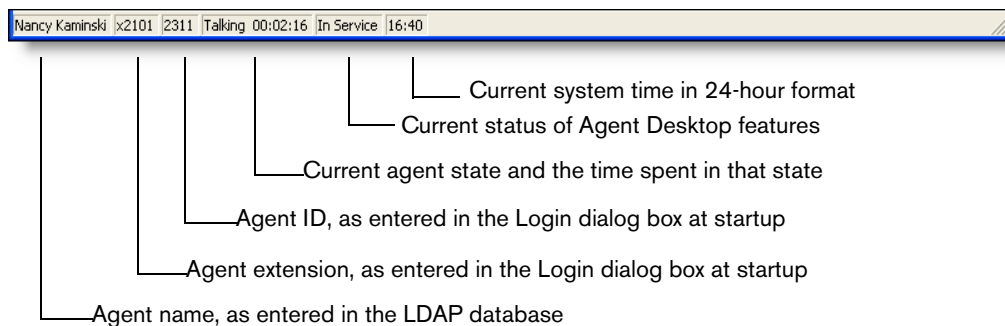 Nancy Kaminski x2101 2311 Talking 00:02:16 In Service 16:40
Current system time in 24-hour format
Current status of Agent Desktop features
Current agent state and the time spent in that state
Agent ID, as entered in the Login dialog box at startup
Agent extension, as entered in the Login dialog box at startup
Agent name, as entered in the LDAP database